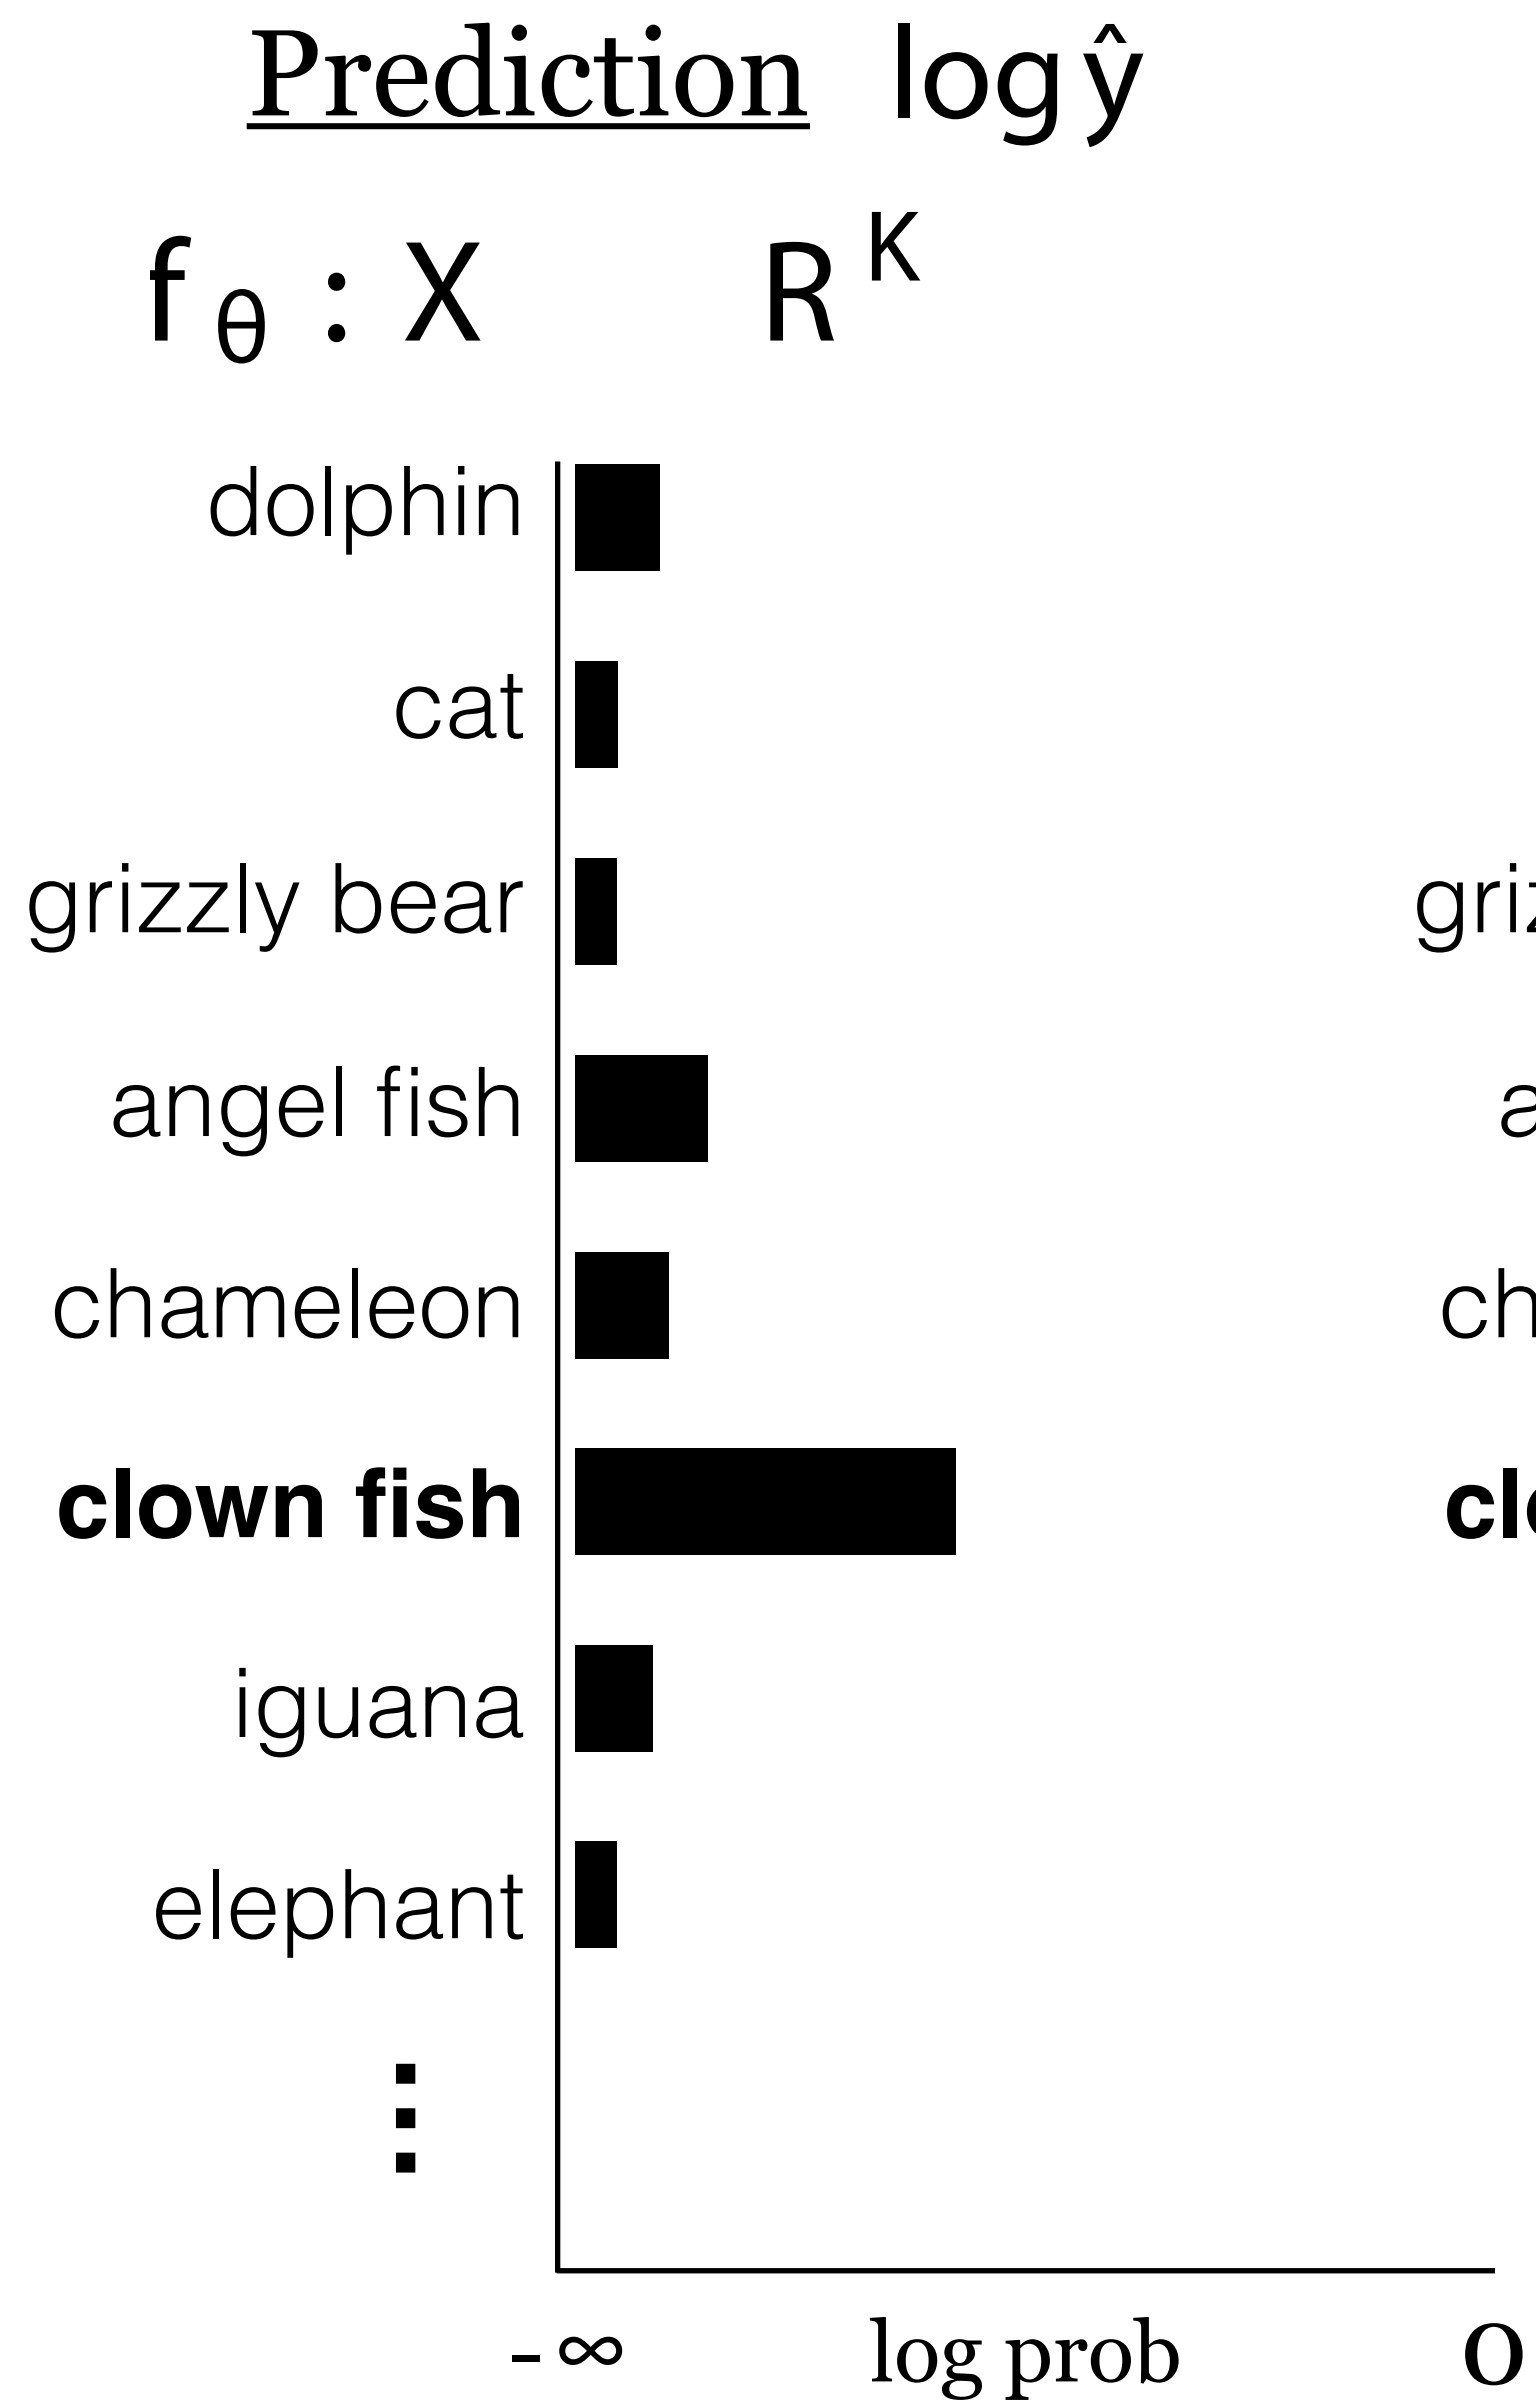 Prediction log ŷ
f θ : X R K
dolphin
cat
grizzly bear
angel fish
chameleon
clown fish
iguana
elephant
⋮
-∞ log prob 0